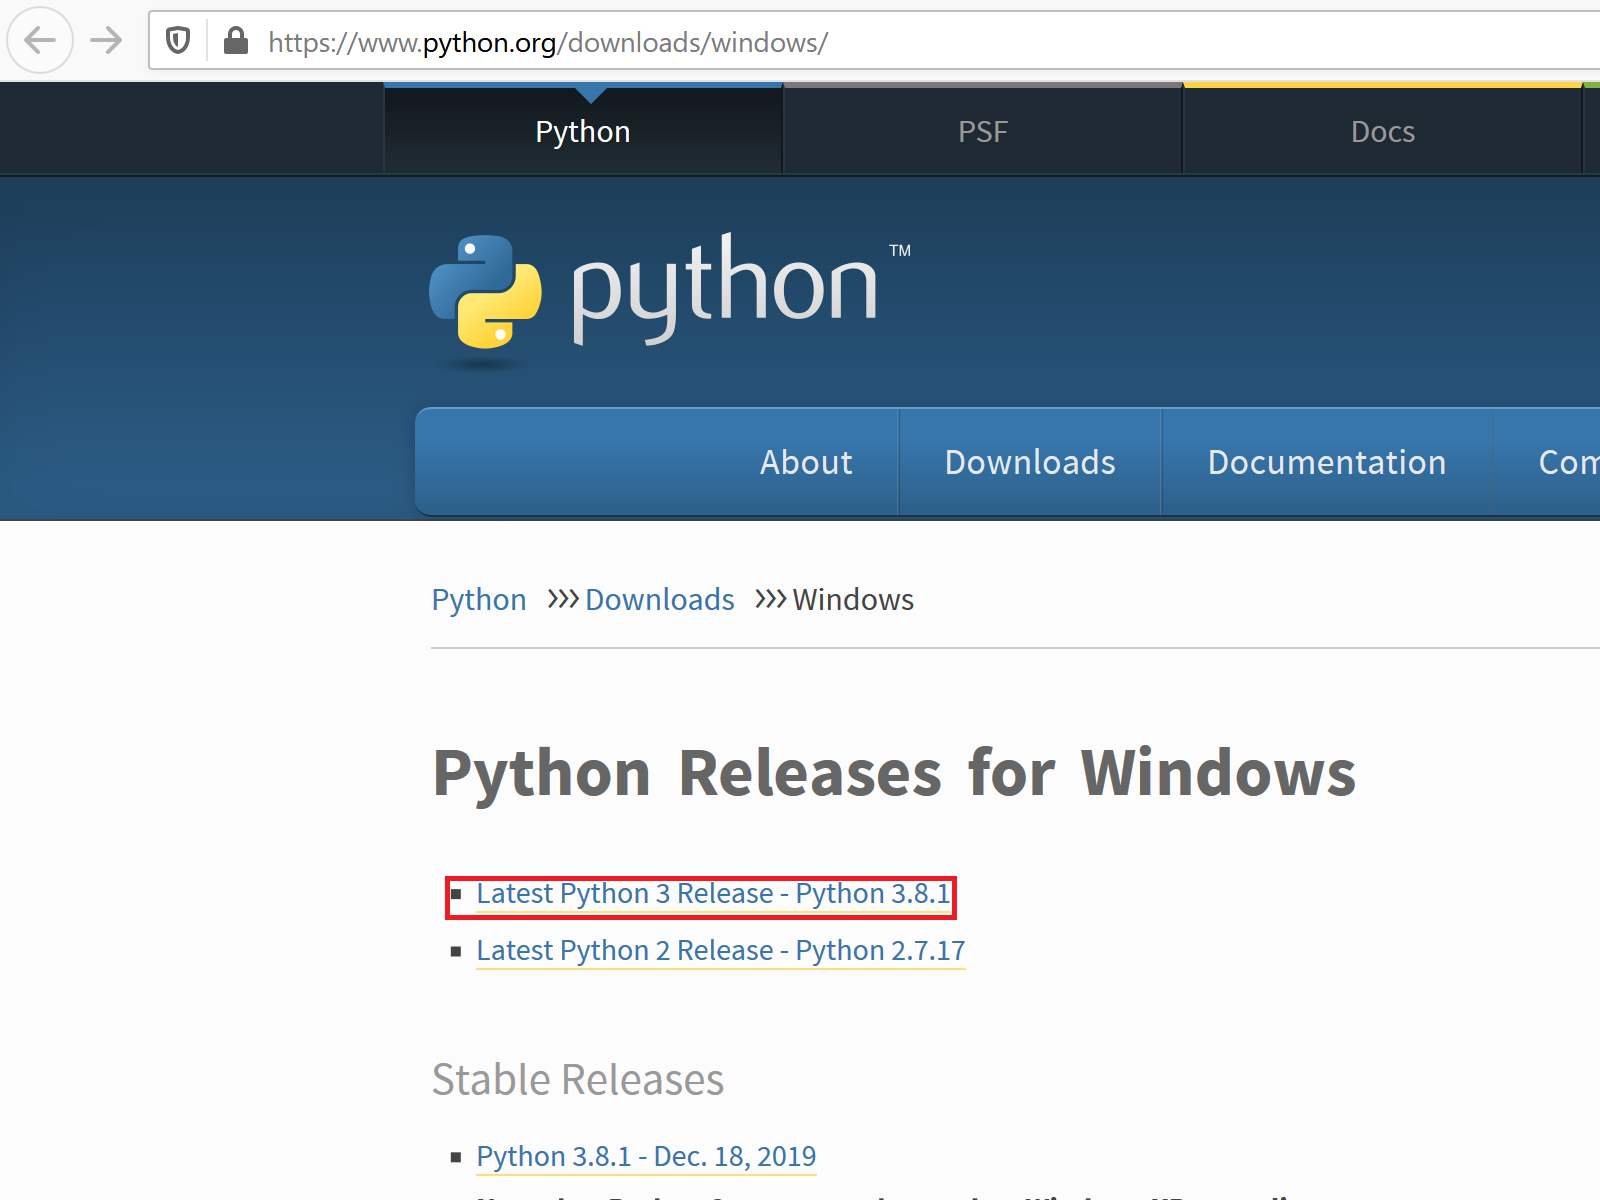 https://www.python.org/downloads/windows/
Python PSF Docs
python™
About Downloads Documentation Com
Python >>> Downloads >>> Windows
Python Releases for Windows
Latest Python 3 Release - Python 3.8.1
Latest Python 2 Release - Python 2.7.17
Stable Releases
Python 3.8.1 - Dec. 18, 2019